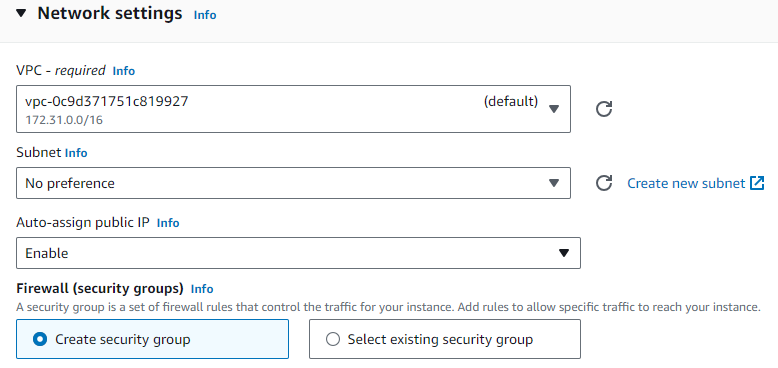 Network settings Info
VPC - required Info
vpc-0c9d371751c819927 (default)
172.31.0.0/16
Subnet Info
No preference Create new subnet
Auto-assign public IP Info
Enable
Firewall (security groups) Info
A security group is a set of firewall rules that control the traffic for your instance. Add rules to allow specific traffic to reach your instance.
Create security group Select existing security group